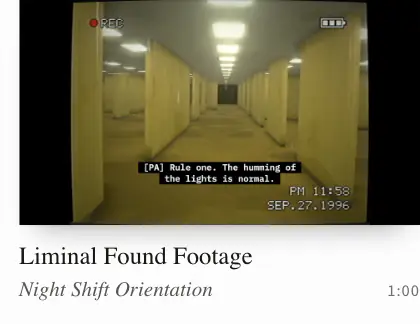 REC
[PA] Rule one. The humming of
the lights is normal.
PM 11:58
SEP.27.1996
Liminal Found Footage
Night Shift Orientation
1:00